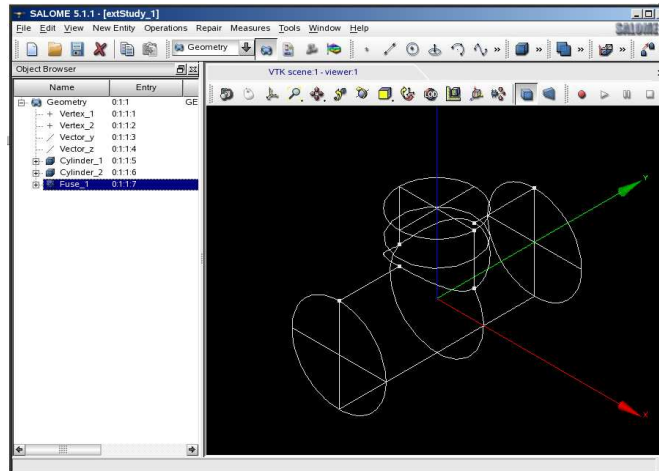 SALOME 5.1.1 - [extStudy_1]
File Edit View New Entity Operations Repair Measures Tools Window Help
SALOME
Geometry
Object Browser
VTK scene:1 - viewer:1
Name Entry
Geometry 0:1:1 GE
Vertex_1 0:1:1:1
Vertex_2 0:1:1:2
Vector_y 0:1:1:3
Vector_z 0:1:1:4
Cylinder_1 0:1:1:5
Cylinder_2 0:1:1:6
Fuse_1 0:1:1:7
Y
X